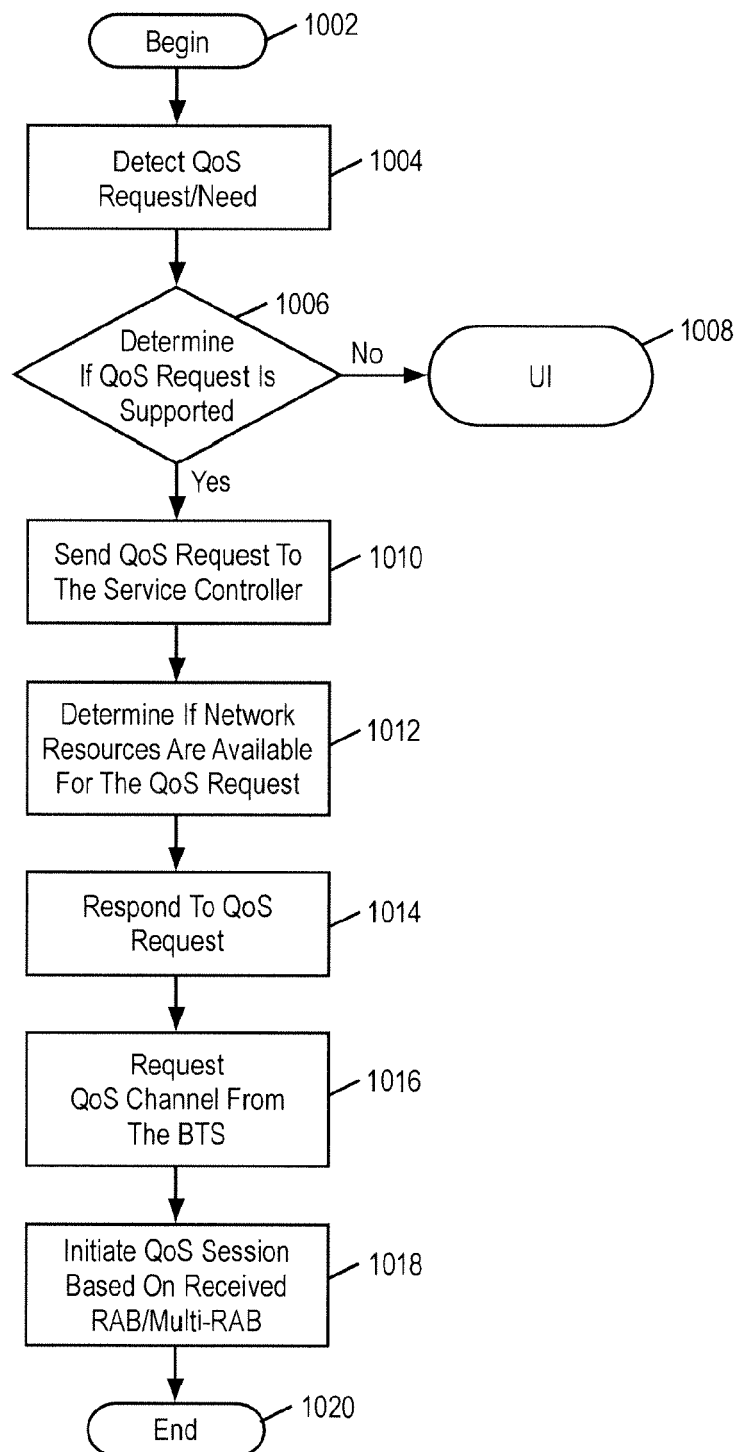 Begin
1002
Detect QoS
Request/Need
1004
1006
Determine
If QoS Request Is
Supported
No
UI
1008
Yes
Send QoS Request To
The Service Controller
1010
Determine If Network
Resources Are Available
For The QoS Request
1012
Respond To QoS
Request
1014
Request
QoS Channel From
The BTS
1016
Initiate QoS Session
Based On Received
RAB/Multi-RAB
1018
End
1020